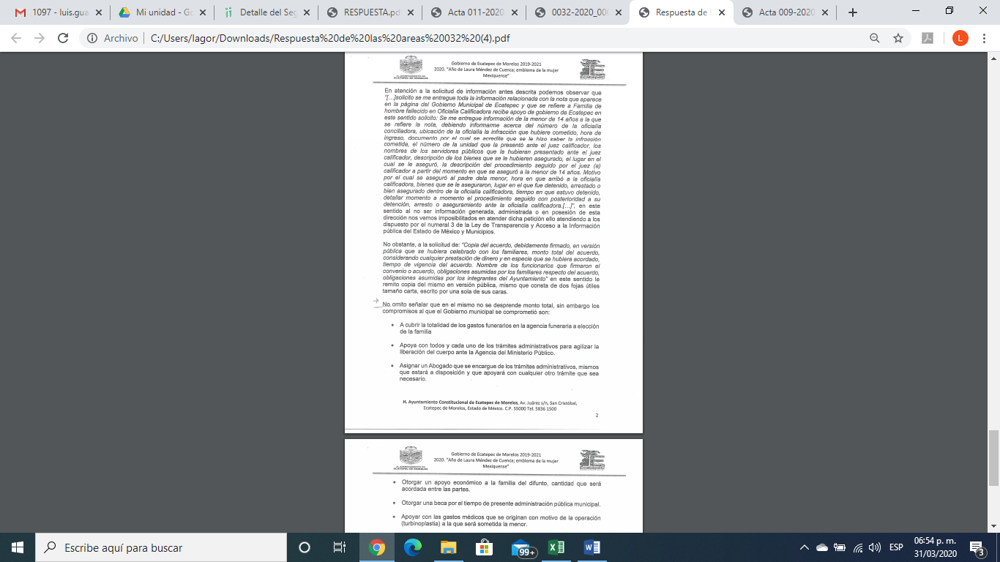 1097 - luis.gua
Mi unidad - Go
Detalle del Seg
RESPUESTA.pd
Acta 011-2020
0032-2020_000
Respuesta de l
Acta 009-2020
Archivo
C:/Users/lagor/Downloads/Respuesta%20de%20las%20areas%20032%20(4).pdf
L
Gobierno de Ecatepec de Morelos 2019-2021
2020. "Año de Laura Méndez de Cuenca; emblema de la mujer
Mexiquense"
H. AYUNTAMIENTO DE
ECATEPEC DE MORELOS
Ecatepec
En atención a la solicitud de información antes descrita podemos observar que
"[…]solicito se me entregue toda la información relacionada con la nota que aparece
en la página del Gobierno Municipal de Ecatepec y que se refiere a Familia de
hombre fallecido en Oficialía Calificadora recibe apoyo de gobierno de Ecatepec en
este sentido solicito: Se me entregue información de la menor de 14 años a la que
se refiere la nota, debiendo informarme acerca del número de la oficialía
conciliadora, ubicación de la oficialía la infracción que hubiere cometido, hora de
ingreso, documento por el cual se acredite que se le hizo saber la infracción
cometida, el número de la unidad que la presentó ante el juez calificador, los
nombres de los servidores públicos que la hubieran presentado ante el juez
calificador, descripción de los bienes que se le hubieren asegurado, el lugar en el
cual se le aseguró, la descripción del procedimiento seguido por el juez (a)
calificador a partir del momento en que se aseguró a la menor de 14 años. Motivo
por el cual se aseguró al padre dela menor, hora en que arribó a la oficialía
calificadora, bienes que se le aseguraron, lugar en el que fue detenido, arrestado o
bien asegurado dentro de la oficialía calificadora, tiempo en que estuvo detenido,
detallar momento a momento el procedimiento seguido con posterioridad a su
detención, arresto o aseguramiento ante la oficialía calificadora.[…]", en este
sentido al no ser información generada, administrada o en posesión de esta
dirección nos vemos imposibilitados en atender dicha petición ello atendiendo a los
dispuesto por el numeral 3 de la Ley de Transparencia y Acceso a la Información
pública del Estado de México y Municipios.
No obstante, a la solicitud de: "Copia del acuerdo, debidamente firmado, en versión
pública que se hubiera celebrado con los familiares, monto total del acuerdo,
considerando cualquier prestación de dinero y en especie que se hubiera acordado,
tiempo de vigencia del acuerdo. Nombre de los funcionarios que firmaron el
convenio o acuerdo, obligaciones asumidas por los familiares respecto del acuerdo,
obligaciones asumidas por los integrantes del Ayuntamiento" en este sentido le
remito copia del mismo en versión pública, mismo que consta de dos fojas útiles
tamaño carta, escrito por una sola de sus caras.
No omito señalar que en el mismo no se desprende monto total, sin embargo los
compromisos al que el Gobierno municipal se comprometió son:
• A cubrir la totalidad de los gastos funerarios en la agencia funeraria a elección
de la familia
• Apoya con todos y cada uno de los trámites administrativos para agilizar la
liberación del cuerpo ante la Agencia del Ministerio Público.
• Asignar un Abogado que se encargue de los trámites administrativos, mismos
que estará a disposición y que apoyará con cualquier otro trámite que sea
necesario.
H. Ayuntamiento Constitucional de Ecatepec de Morelos, Av. Juárez s/n, San Cristóbal,
Ecatepec de Morelos, Estado de México. C.P. 55000 Tel. 5836 1500
2
Gobierno de Ecatepec de Morelos 2019-2021
2020. "Año de Laura Méndez de Cuenca; emblema de la mujer
Mexiquense"
H. AYUNTAMIENTO DE
ECATEPEC DE MORELOS
Ecatepec
• Otorgar un apoyo económico a la familia del difunto, cantidad que será
acordada entre las partes.
• Otorgar una beca por el tiempo de presente administración pública municipal.
• Apoyar con los gastos médicos que se originan con motivo de la operación
(turbinoplastia) a la que será sometida la menor.
Escribe aquí para buscar
99+
ESP
06:54 p. m.
31/03/2020
3